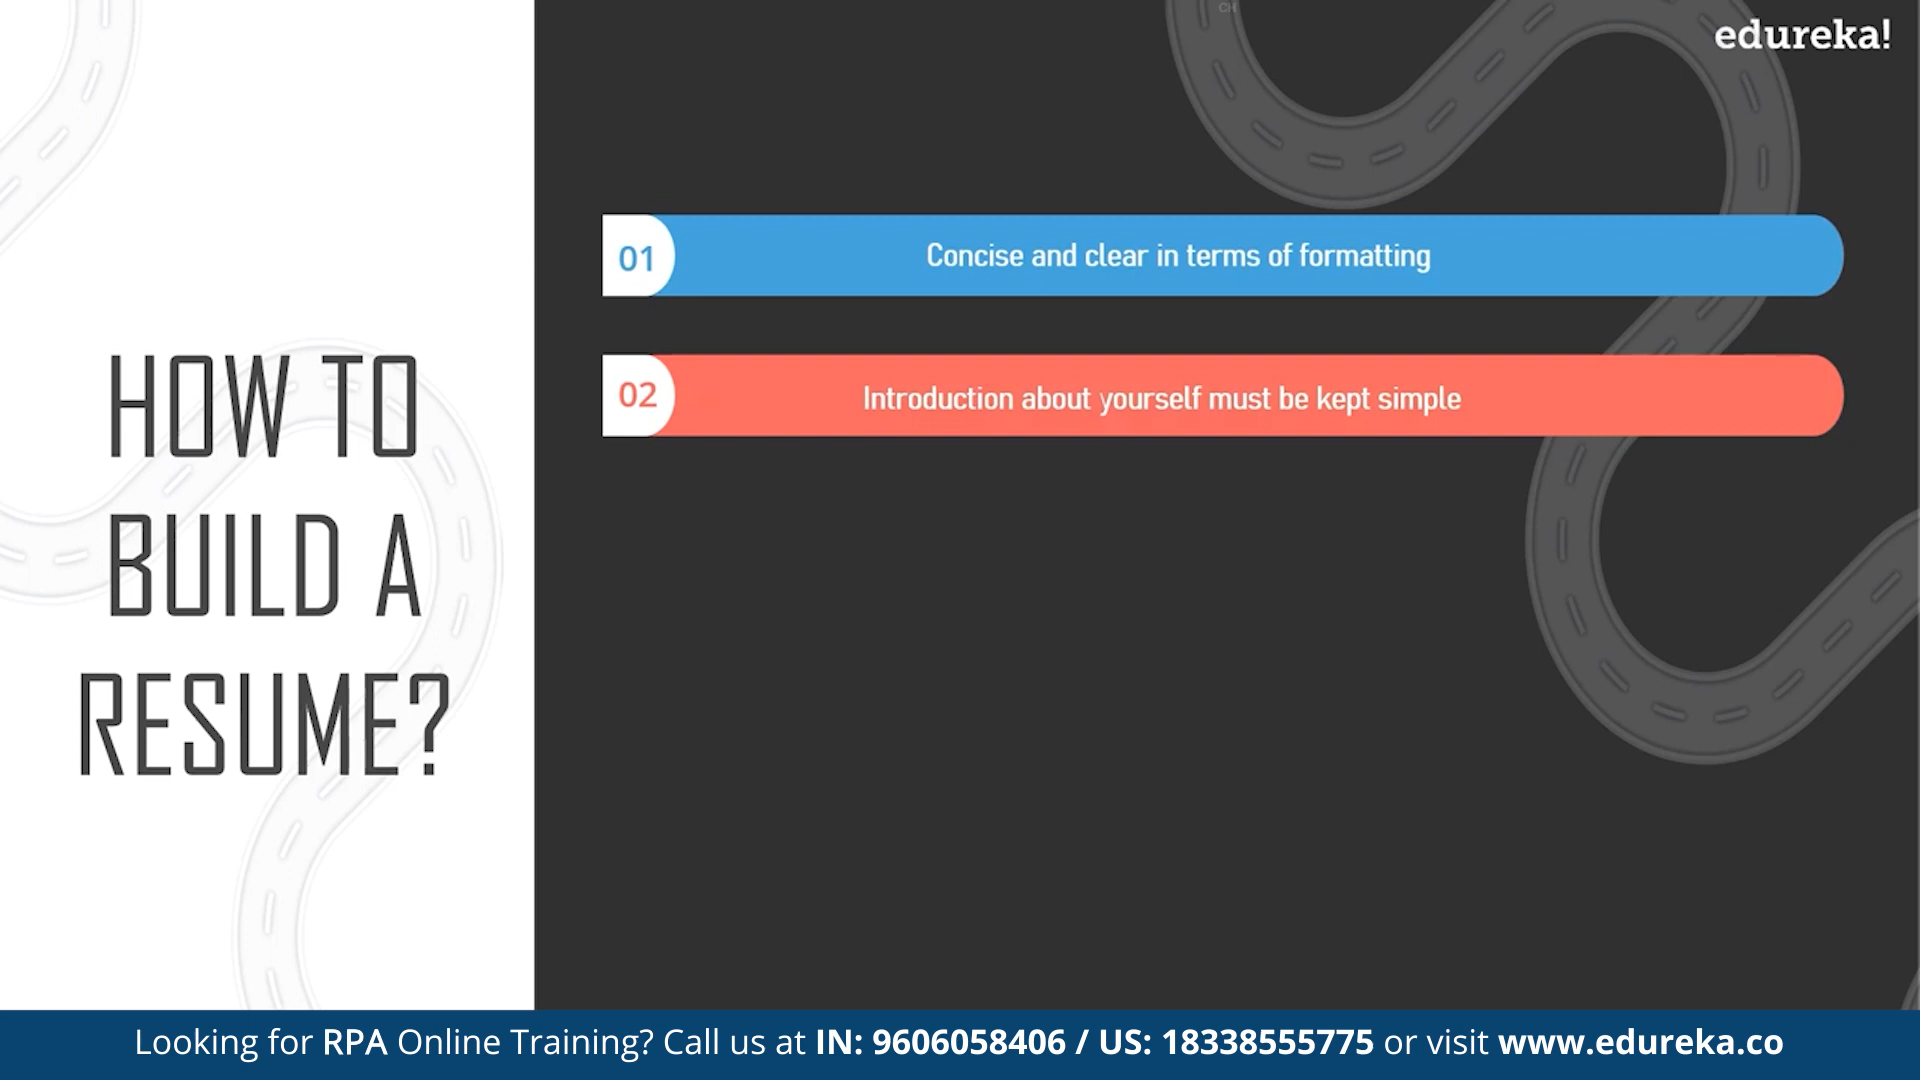 edureka!
HOW TO
BUILD A
RESUME?
01 Concise and clear in terms of formatting
02 Introduction about yourself must be kept simple
Looking for RPA Online Training? Call us at IN: 9606058406 / US: 18338555775 or visit www.edureka.co